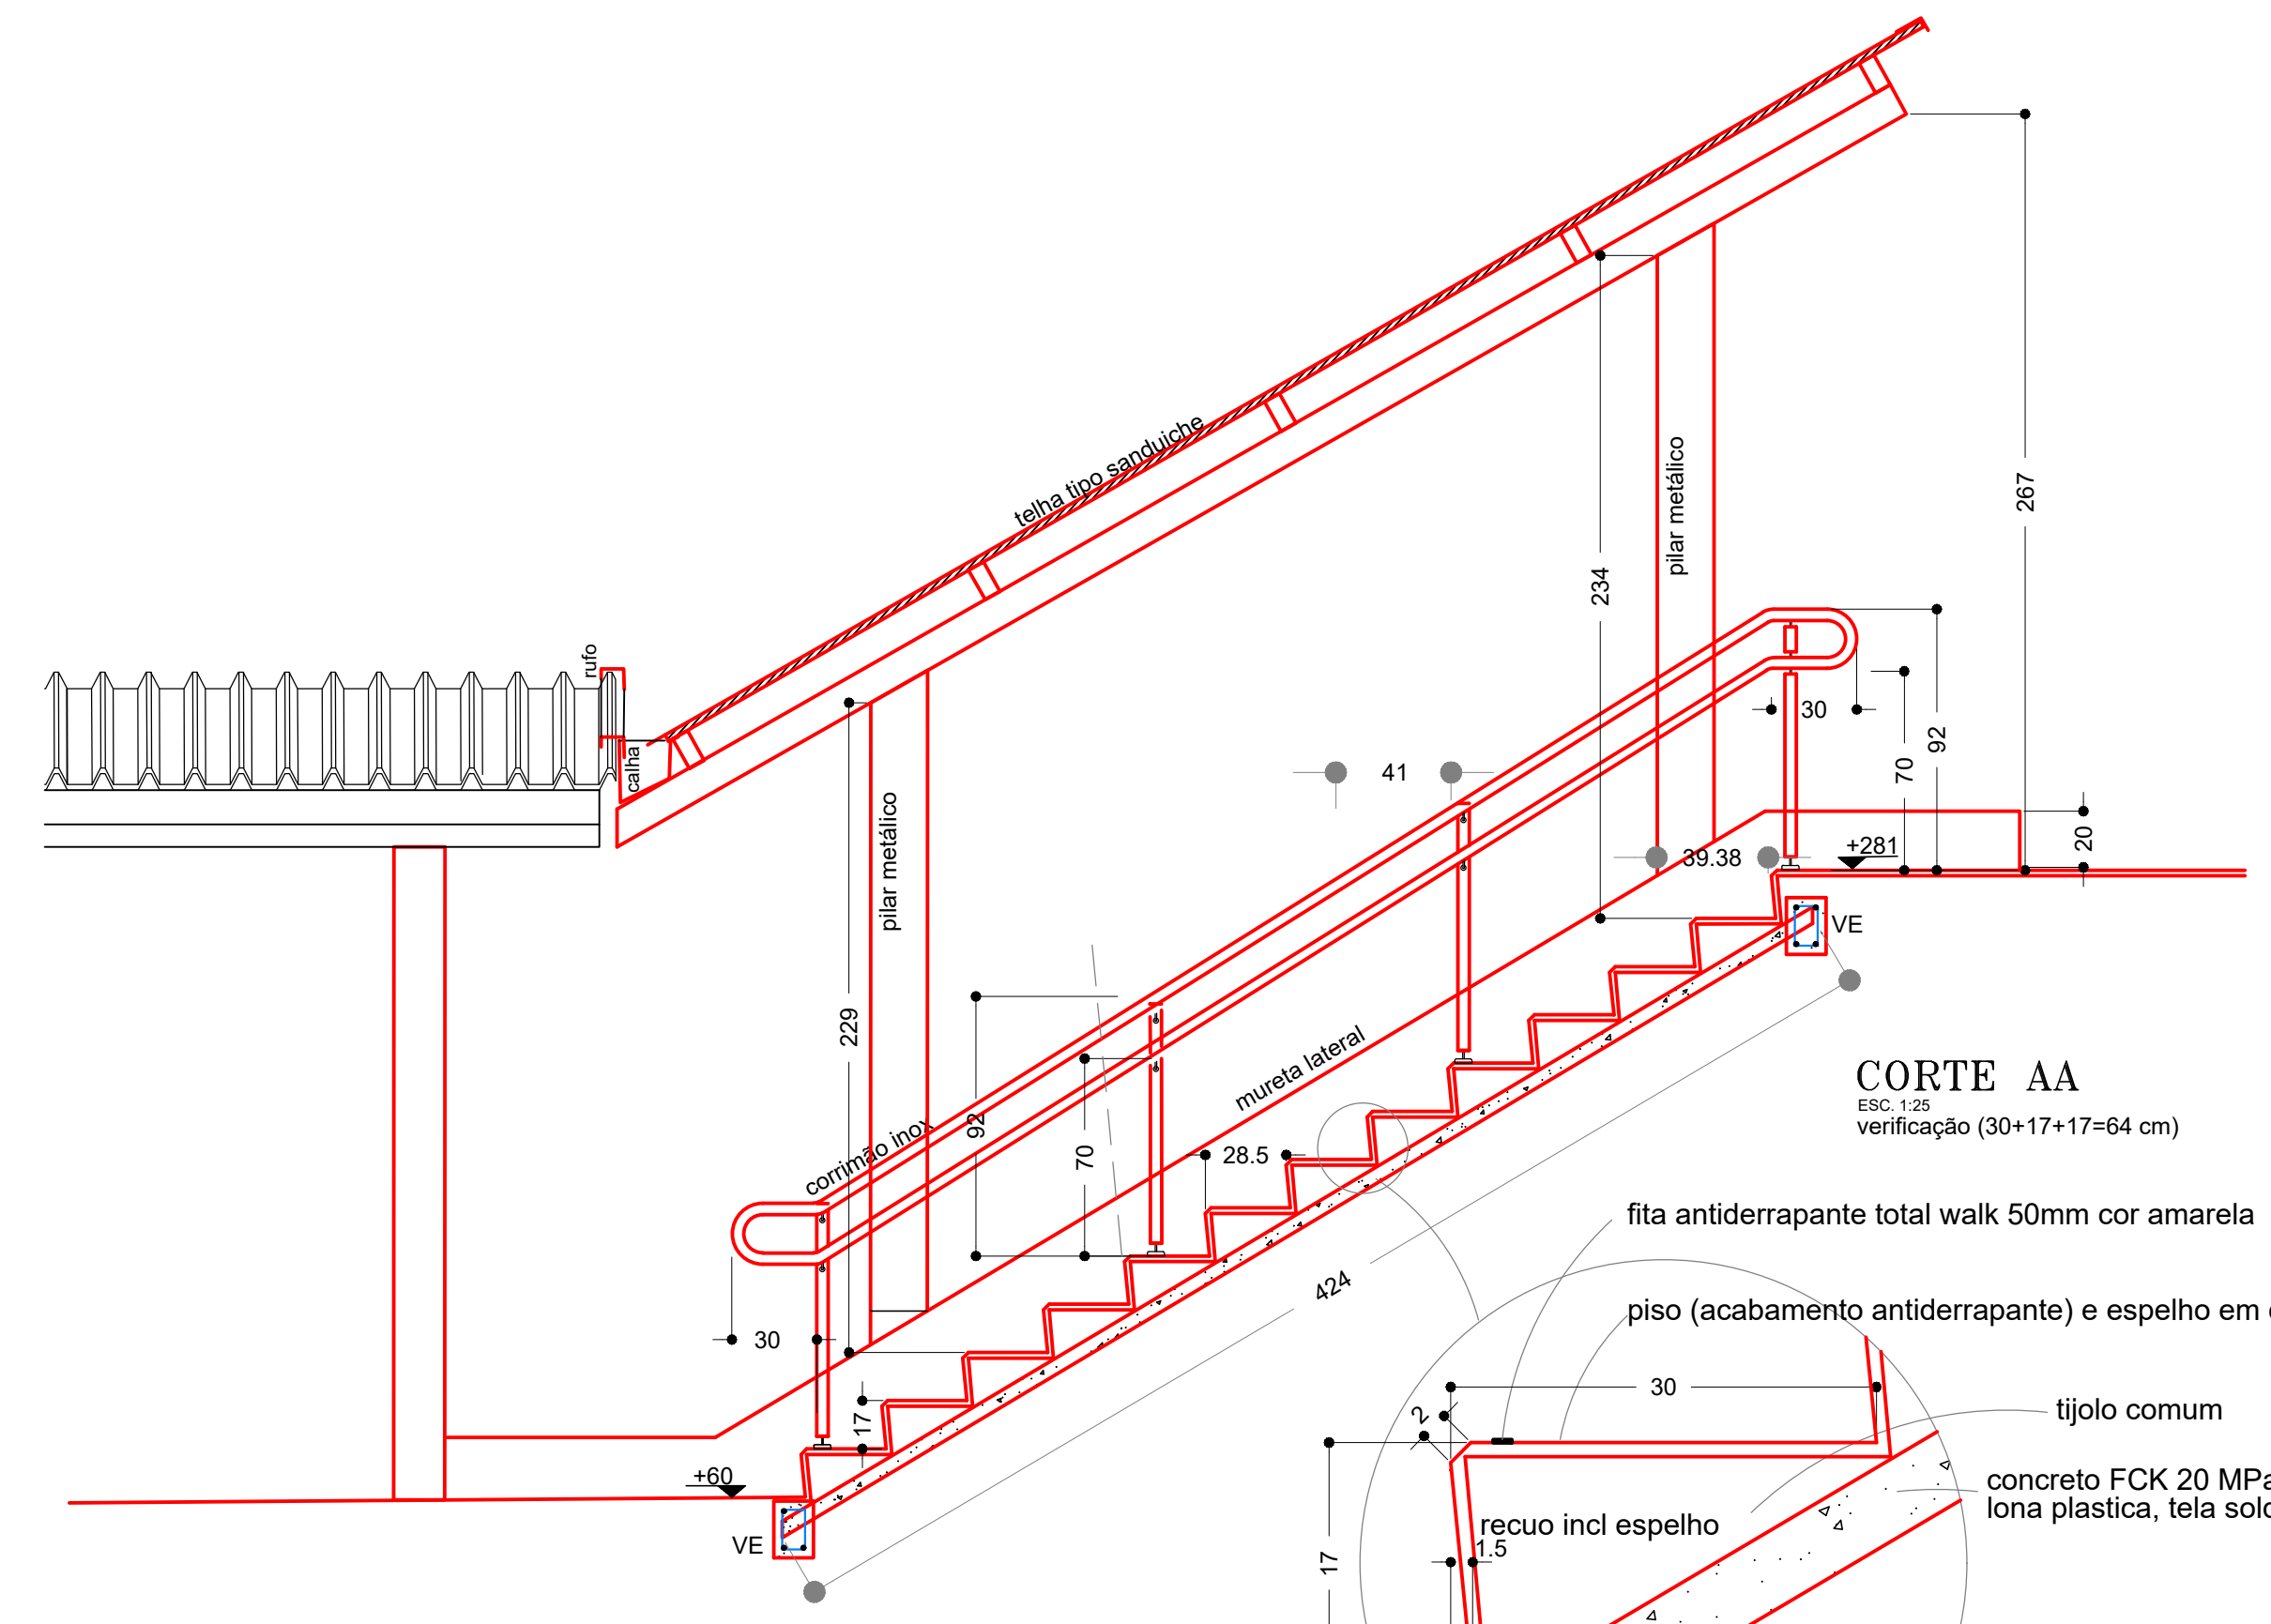 telha tipo sanduiche
267
pilar metálico
234
rufo
calha
30
92
70
41
pilar metálico
20
+281
39.38
VE
229
mureta lateral
CORTE AA
ESC. 1:25
verificação (30+17+17=64 cm)
92
corrimão inox
70
28.5
fita antiderrapante total walk 50mm cor amarela
424
piso (acabamento antiderrapante) e espelho em
30
30
2
tijolo comum
17
+60
concreto FCK 20 MPa
lona plastica, tela
recuo incl espelho
VE
1.5
17